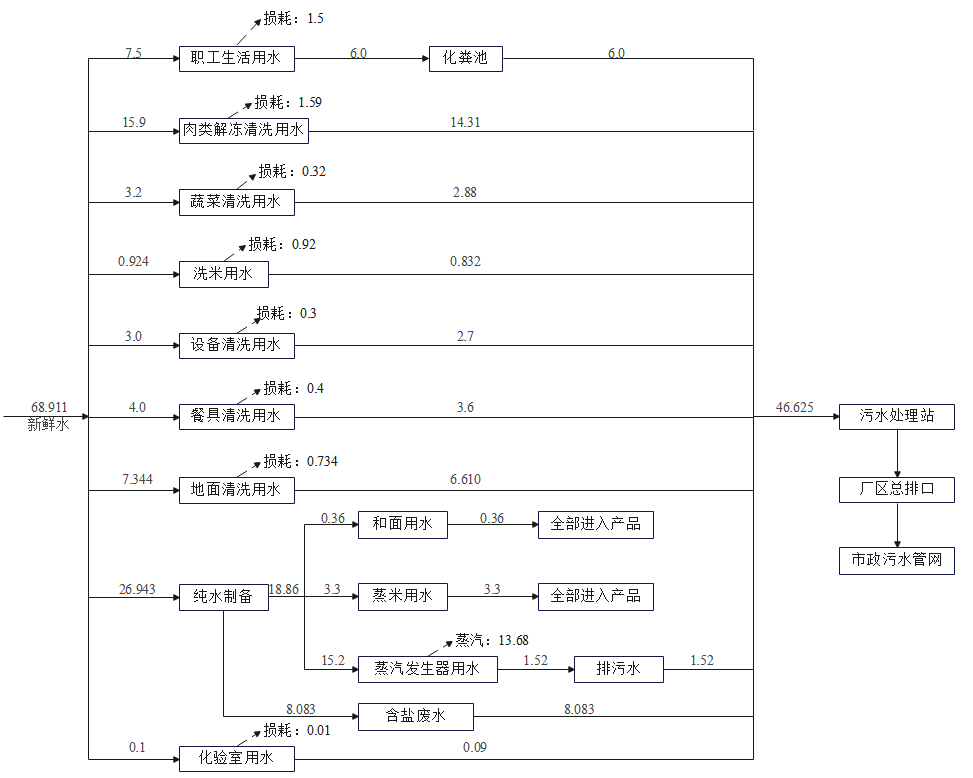 损耗：1.5
7.5
职工生活用水
6.0
化粪池
6.0
损耗：1.59
15.9
肉类解冻清洗用水
14.31
损耗：0.32
3.2
蔬菜清洗用水
2.88
损耗：0.92
0.924
洗米用水
0.832
损耗：0.3
3.0
设备清洗用水
2.7
损耗：0.4
68.911
新鲜水
4.0
餐具清洗用水
3.6
46.625
污水处理站
损耗：0.734
7.344
地面清洗用水
6.610
厂区总排口
0.36
和面用水
0.36
全部进入产品
市政污水管网
26.943
纯水制备
18.86
3.3
蒸米用水
3.3
全部进入产品
蒸汽：13.68
15.2
蒸汽发生器用水
1.52
排污水
1.52
8.083
含盐废水
8.083
损耗：0.01
0.1
化验室用水
0.09